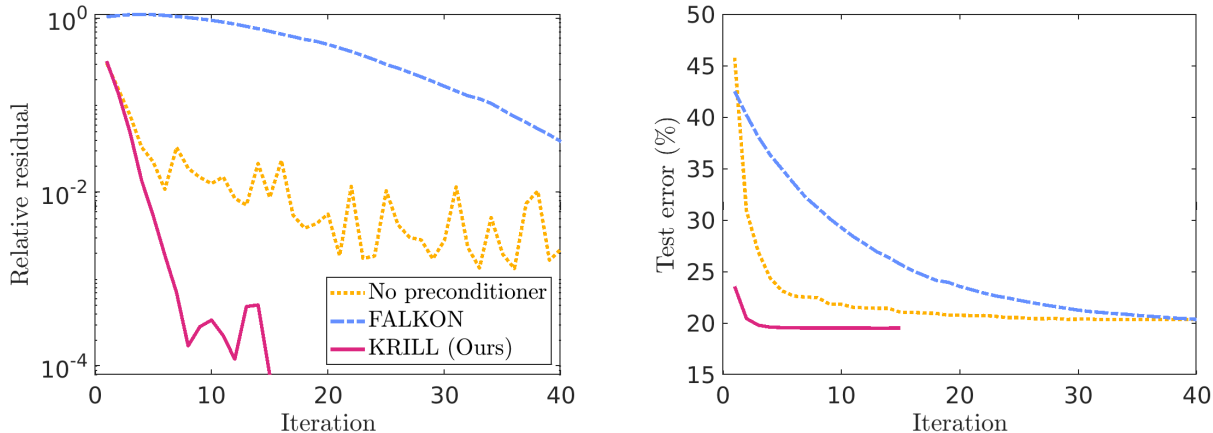 Relative residual
10^0
10^-2
10^-4
No preconditioner
FALKON
KRILL (Ours)
0 10 20 30 40
Iteration
Test error (%)
50
45
40
35
30
25
20
15
0 10 20 30 40
Iteration